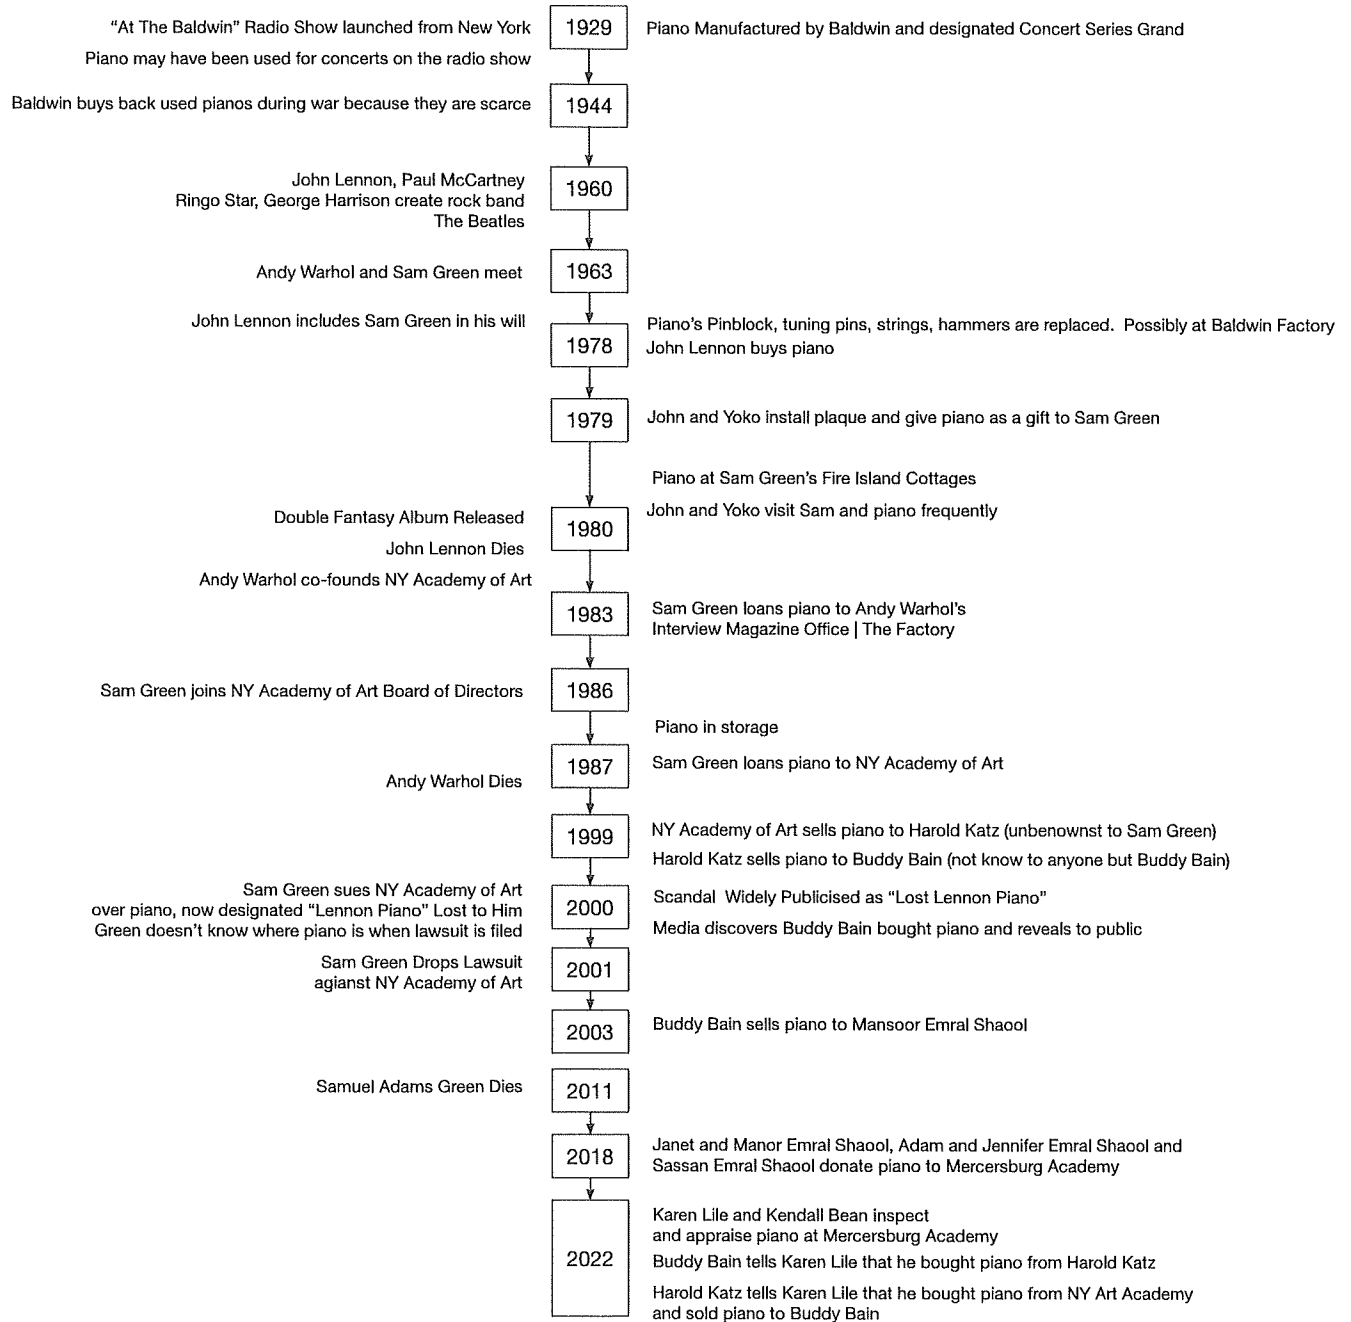 “At The Baldwin” Radio Show launched from New York
1929
Piano Manufactured by Baldwin and designated Concert Series Grand
Piano may have been used for concerts on the radio show
Baldwin buys back used pianos during war because they are scarce
1944
John Lennon, Paul McCartney
Ringo Star, George Harrison create rock band
The Beatles
1960
Andy Warhol and Sam Green meet
1963
John Lennon includes Sam Green in his will
1978
Piano's Pinblock, tuning pins, strings, hammers are replaced. Possibly at Baldwin Factory
John Lennon buys piano
1979
John and Yoko install plaque and give piano as a gift to Sam Green
Piano at Sam Green's Fire Island Cottages
Double Fantasy Album Released
1980
John and Yoko visit Sam and piano frequently
John Lennon Dies
Andy Warhol co-founds NY Academy of Art
1983
Sam Green loans piano to Andy Warhol's
Interview Magazine Office | The Factory
Sam Green joins NY Academy of Art Board of Directors
1986
Piano in storage
Andy Warhol Dies
1987
Sam Green loans piano to NY Academy of Art
1999
NY Academy of Art sells piano to Harold Katz (unbenownst to Sam Green)
Harold Katz sells piano to Buddy Bain (not know to anyone but Buddy Bain)
Sam Green sues NY Academy of Art
over piano, now designated “Lennon Piano” Lost to Him
Green doesn't know where piano is when lawsuit is filed
2000
Scandal Widely Publicised as “Lost Lennon Piano”
Media discovers Buddy Bain bought piano and reveals to public
Sam Green Drops Lawsuit
agianst NY Academy of Art
2001
2003
Buddy Bain sells piano to Mansoor Emral Shaool
Samuel Adams Green Dies
2011
2018
Janet and Manor Emral Shaool, Adam and Jennifer Emral Shaool and
Sassan Emral Shaool donate piano to Mercersburg Academy
2022
Karen Lile and Kendall Bean inspect
and appraise piano at Mercersburg Academy
Buddy Bain tells Karen Lile that he bought piano from Harold Katz
Harold Katz tells Karen Lile that he bought piano from NY Art Academy
and sold piano to Buddy Bain